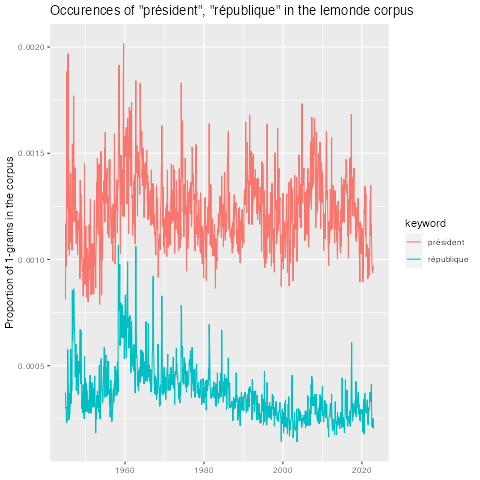 Occurences of "président", "république" in the lemonde corpus
Proportion of 1-grams in the corpus
0.0020
0.0015
0.0010
0.0005
1960
1980
2000
2020
keyword
président
république